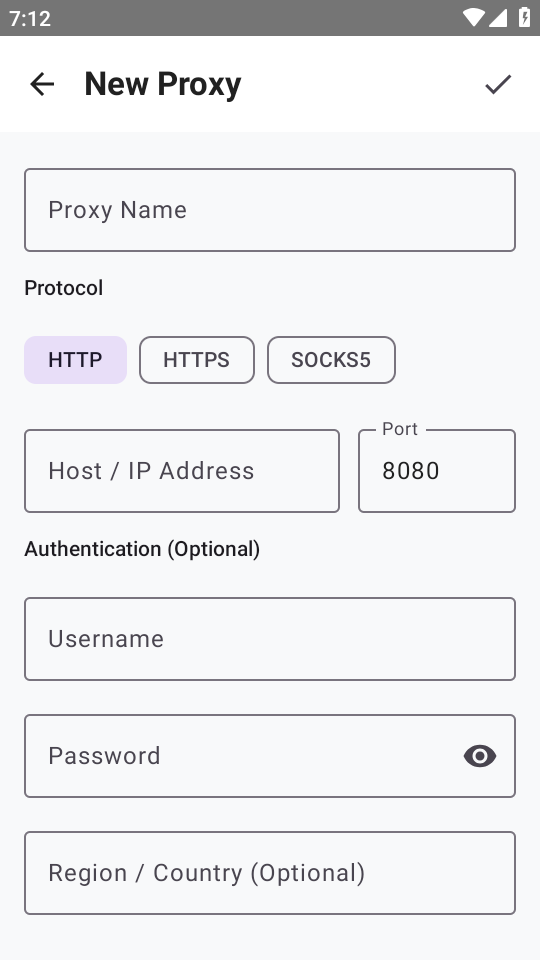 7:12
New Proxy
Proxy Name
Protocol
HTTP HTTPS SOCKS5
Port
Host / IP Address 8080
Authentication (Optional)
Username
Password
Region / Country (Optional)